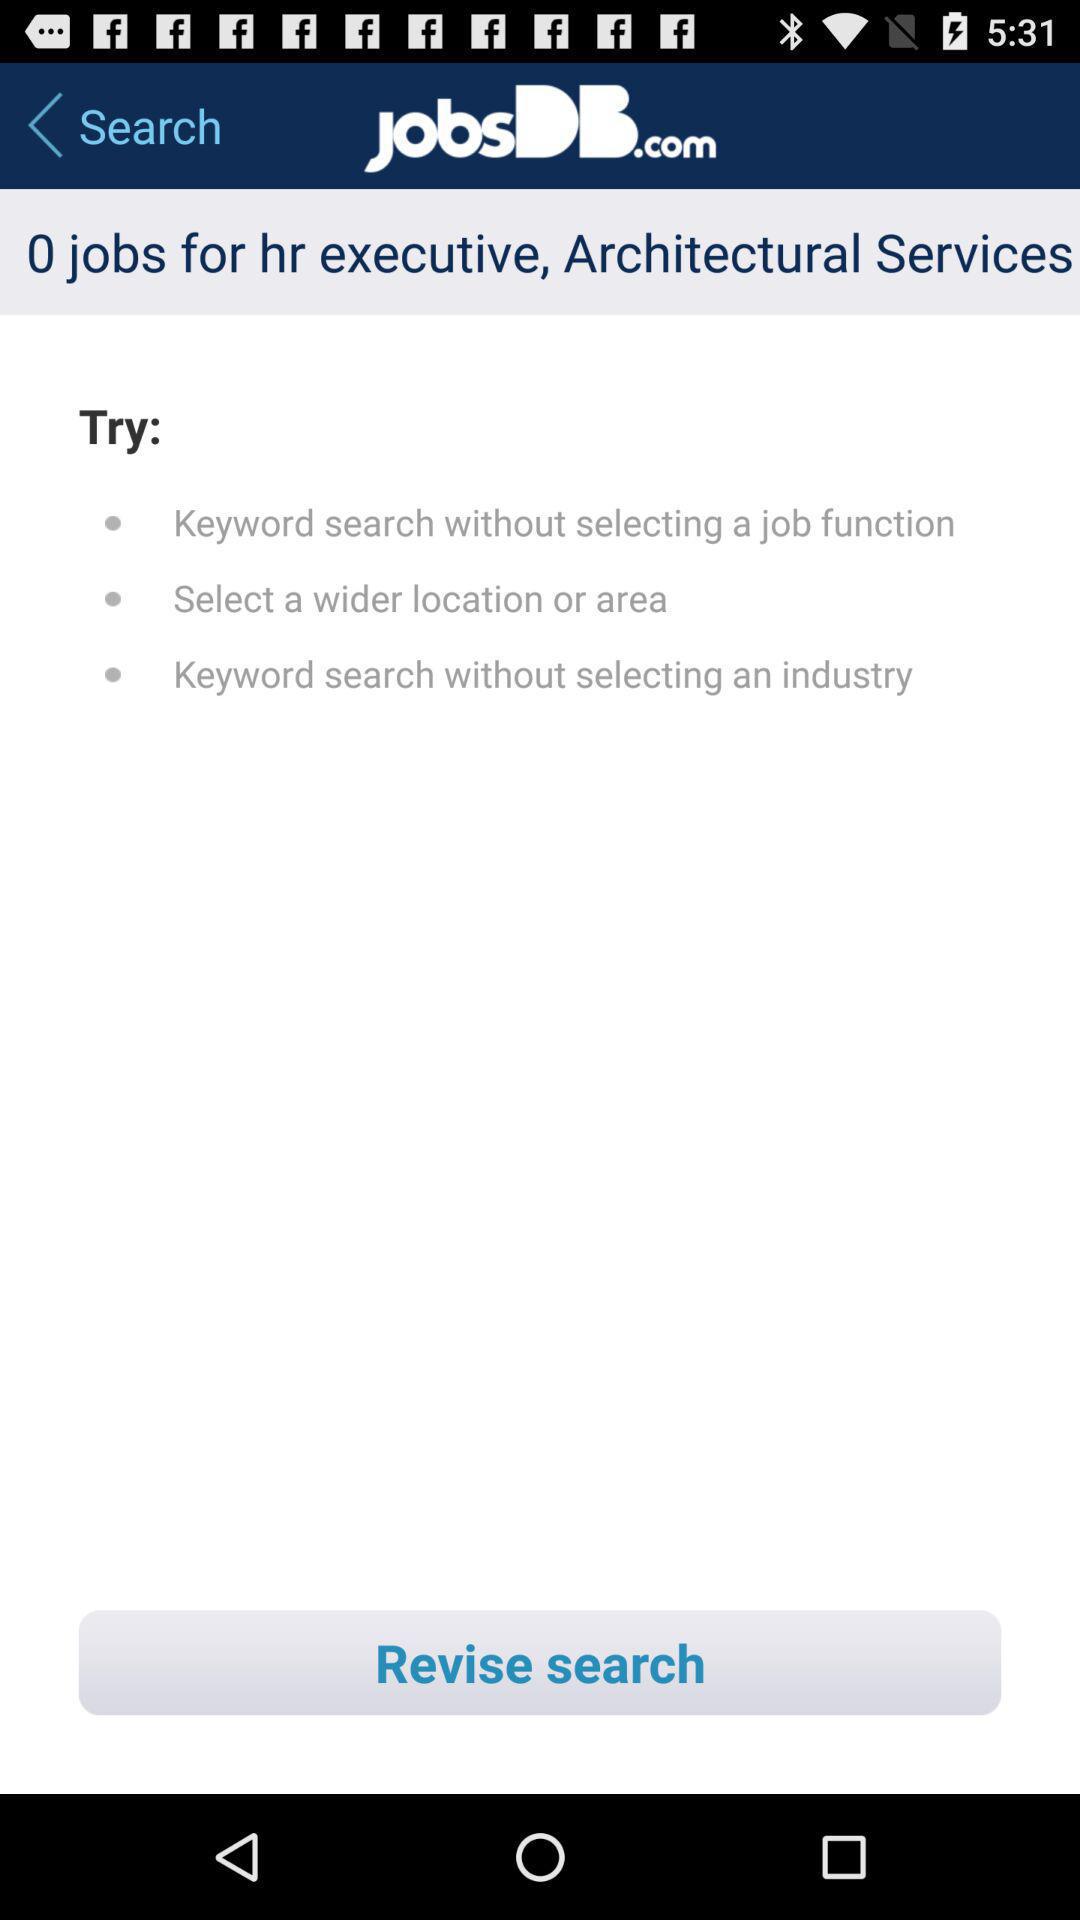 5:31
Search
jobsDB.com
0 jobs for hr executive, Architectural Services
Try:
Keyword search without selecting a job function
Select a wider location or area
Keyword search without selecting an industry
Revise search